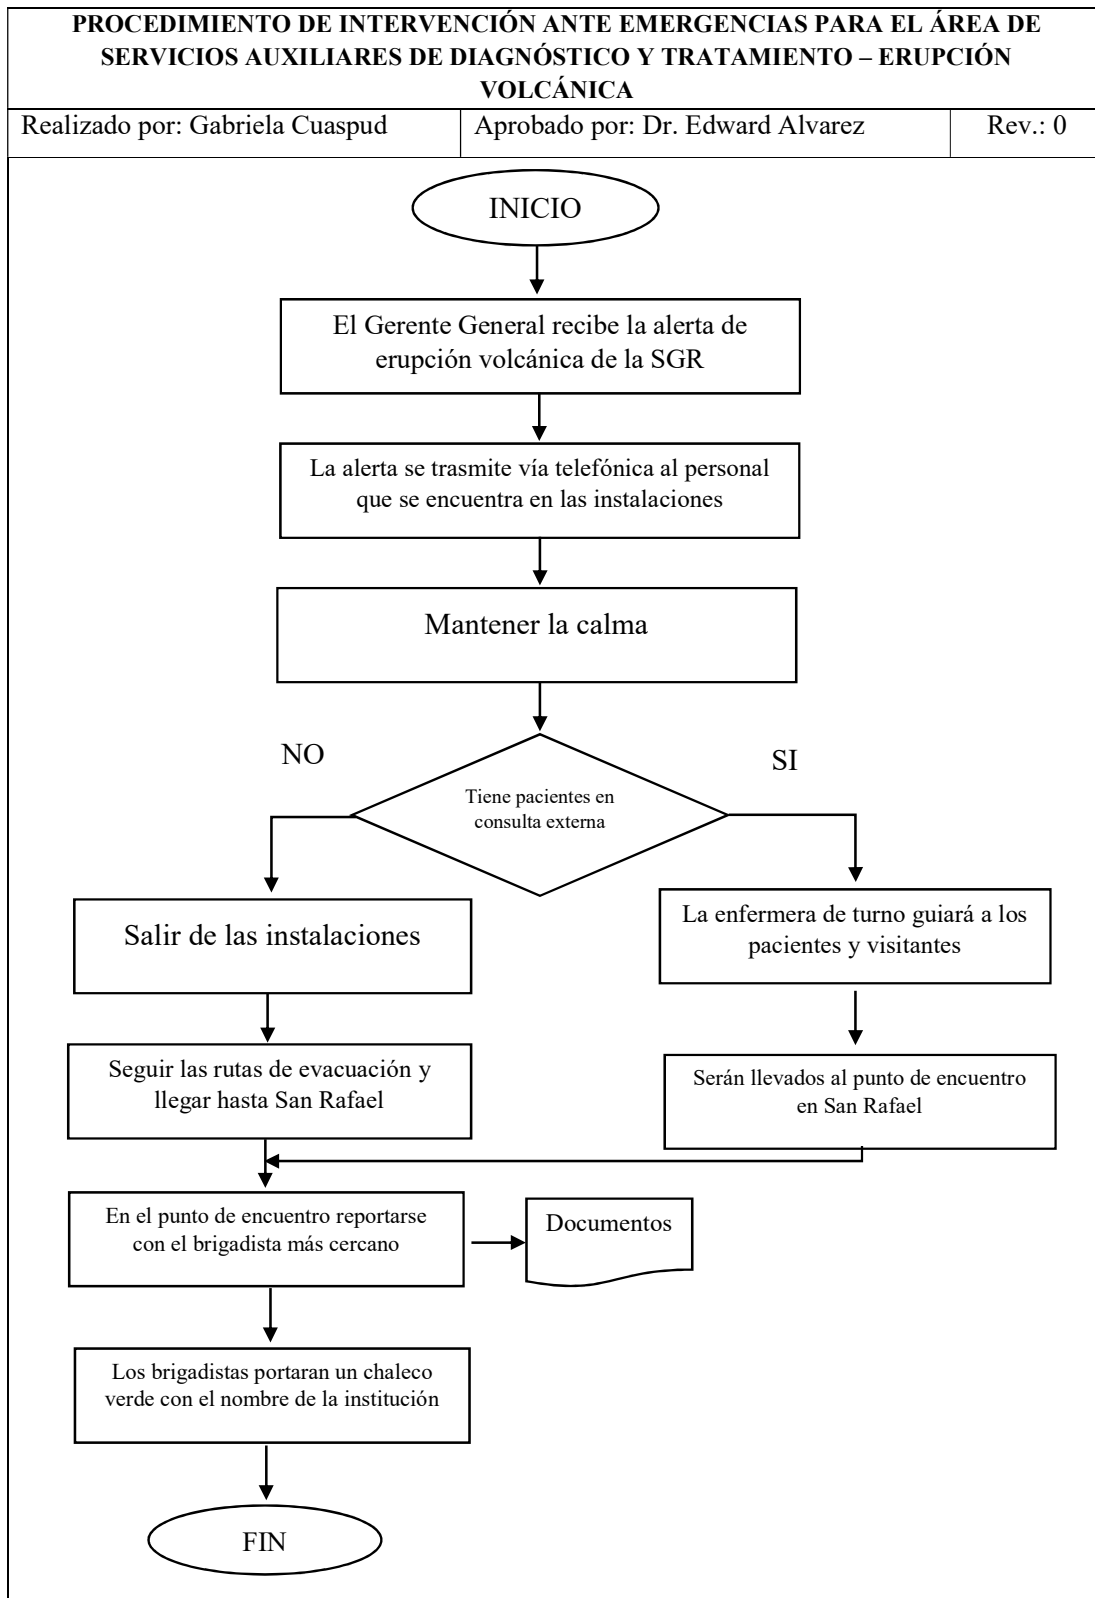 PROCEDIMIENTO DE INTERVENCIÓN ANTE EMERGENCIAS PARA EL ÁREA DE
SERVICIOS AUXILIARES DE DIAGNÓSTICO Y TRATAMIENTO – ERUPCIÓN
VOLCÁNICA
Realizado por: Gabriela Cuaspud
Aprobado por: Dr. Edward Alvarez
Rev.: 0
INICIO
El Gerente General recibe la alerta de
erupción volcánica de la SGR
La alerta se trasmite vía telefónica al personal
que se encuentra en las instalaciones
Mantener la calma
NO
SI
Tiene pacientes en
consulta externa
Salir de las instalaciones
La enfermera de turno guiará a los
pacientes y visitantes
Seguir las rutas de evacuación y
llegar hasta San Rafael
Serán llevados al punto de encuentro
en San Rafael
En el punto de encuentro reportarse
con el brigadista más cercano
Documentos
Los brigadistas portaran un chaleco
verde con el nombre de la institución
FIN